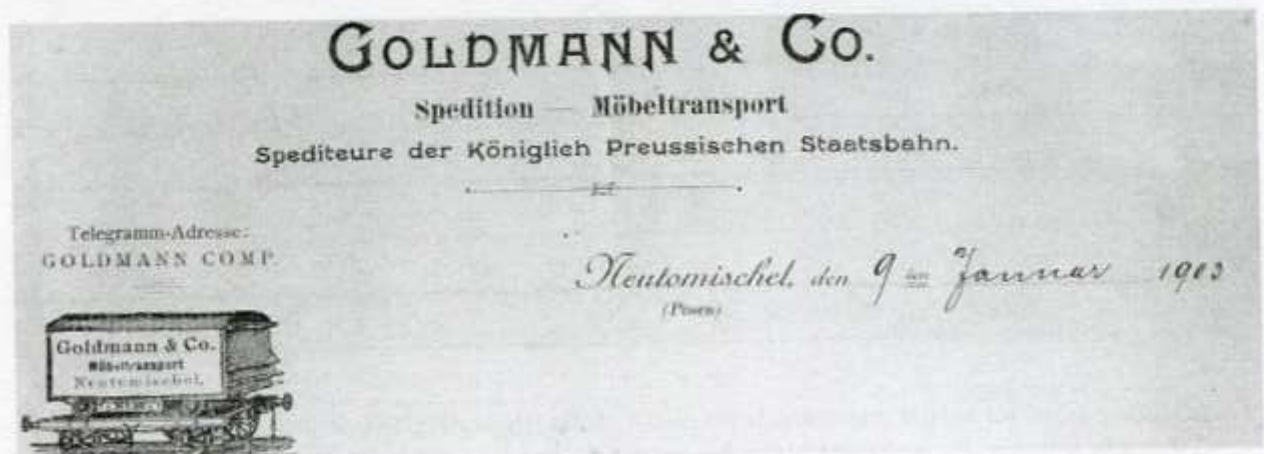 GOLDMANN & Co.
Spedition — Möbeltransport
Spediteure der Königlich Preussischen Staatsbahn.
Telegramm-Adresse:
GOLDMANN COMP.
Neutomischel, den 9 ten Januar 1903
(Posen)
Goldmann & Co.
Möbeltransport
Neutomischel,